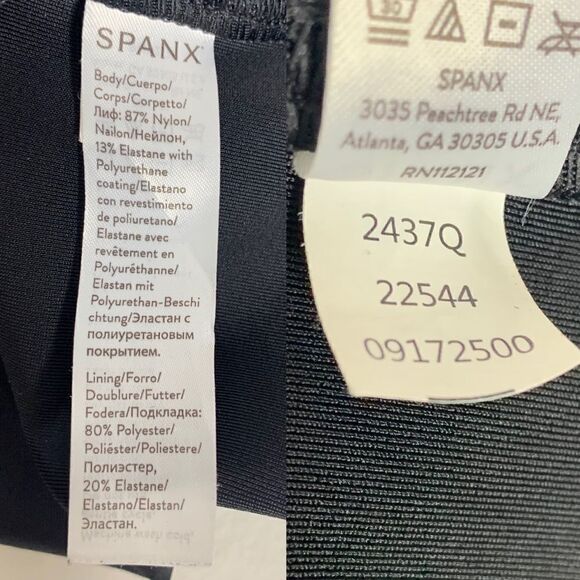 SPANX®
Body/Cuerpo/
Corps/Corpetto/
Лиф: 87% Nylon/
Nailon/Нейлон,
13% Elastane with
Polyurethane
coating/Elastano
con revestimiento
de poliuretano/
Elastane avec
revêtement en
Polyuréthanne/
Elastan mit
Polyurethan-Beschi
chtung/Эластан с
полиуретановым
покрытием.
Lining/Forro/
Doublure/Futter/
Fodera/Подкладка:
80% Polyester/
Poliéster/Poliestere/
Полиэстер,
20% Elastane/
Elastano/Elastan/
Эластан.
30
SPANX
3035 Peachtree Rd NE,
Atlanta, GA 30305 U.S.A.
RN112121
2437Q
22544
09172500